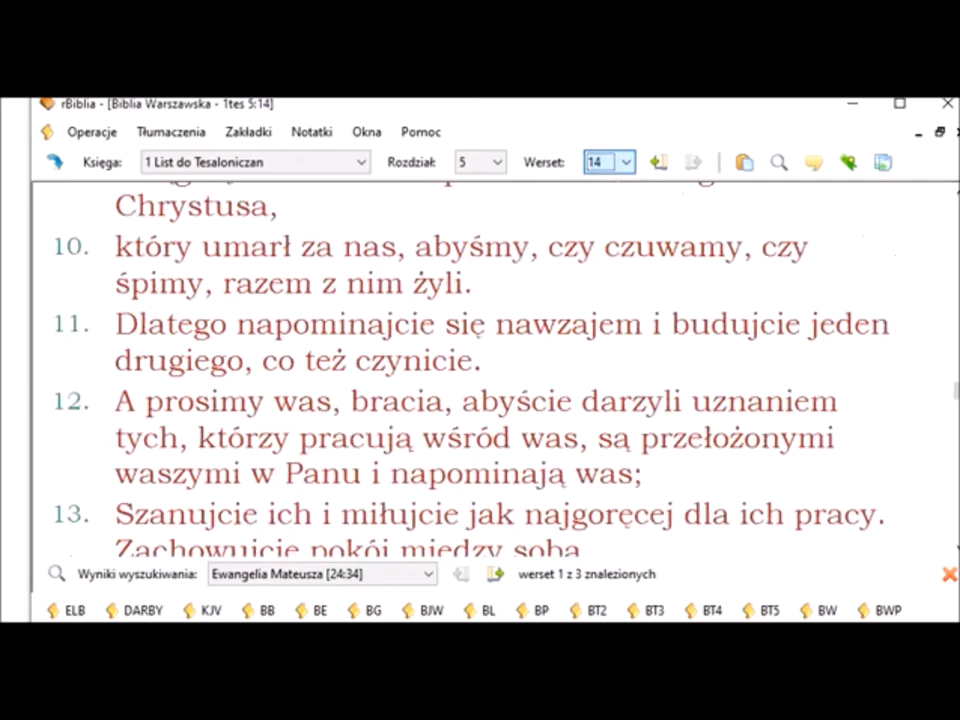 rBiblia - [Biblia Warszawska - 1tes 5:14]
Operacje Tłumaczenia Zakładki Notatki Okna Pomoc
Księga: 1 List do Tesaloniczan Rozdział: 5 Werset: 14
Chrystusa,
10. który umarł za nas, abyśmy, czy czuwamy, czy
śpimy, razem z nim żyli.
11. Dlatego napominajcie się nawzajem i budujcie jeden
drugiego, co też czynicie.
12. A prosimy was, bracia, abyście darzyli uznaniem
tych, którzy pracują wśród was, są przełożonymi
waszymi w Panu i napominają was;
13. Szanujcie ich i miłujcie jak najgoręcej dla ich pracy.
Zachowujcie pokój między sobą
Wyniki wyszukiwania: Ewangelia Mateusza [24:34] werset 1 z 3 znalezionych
ELB DARBY KJV BB BE BG BJW BL BP BT2 BT3 BT4 BT5 BW BWP